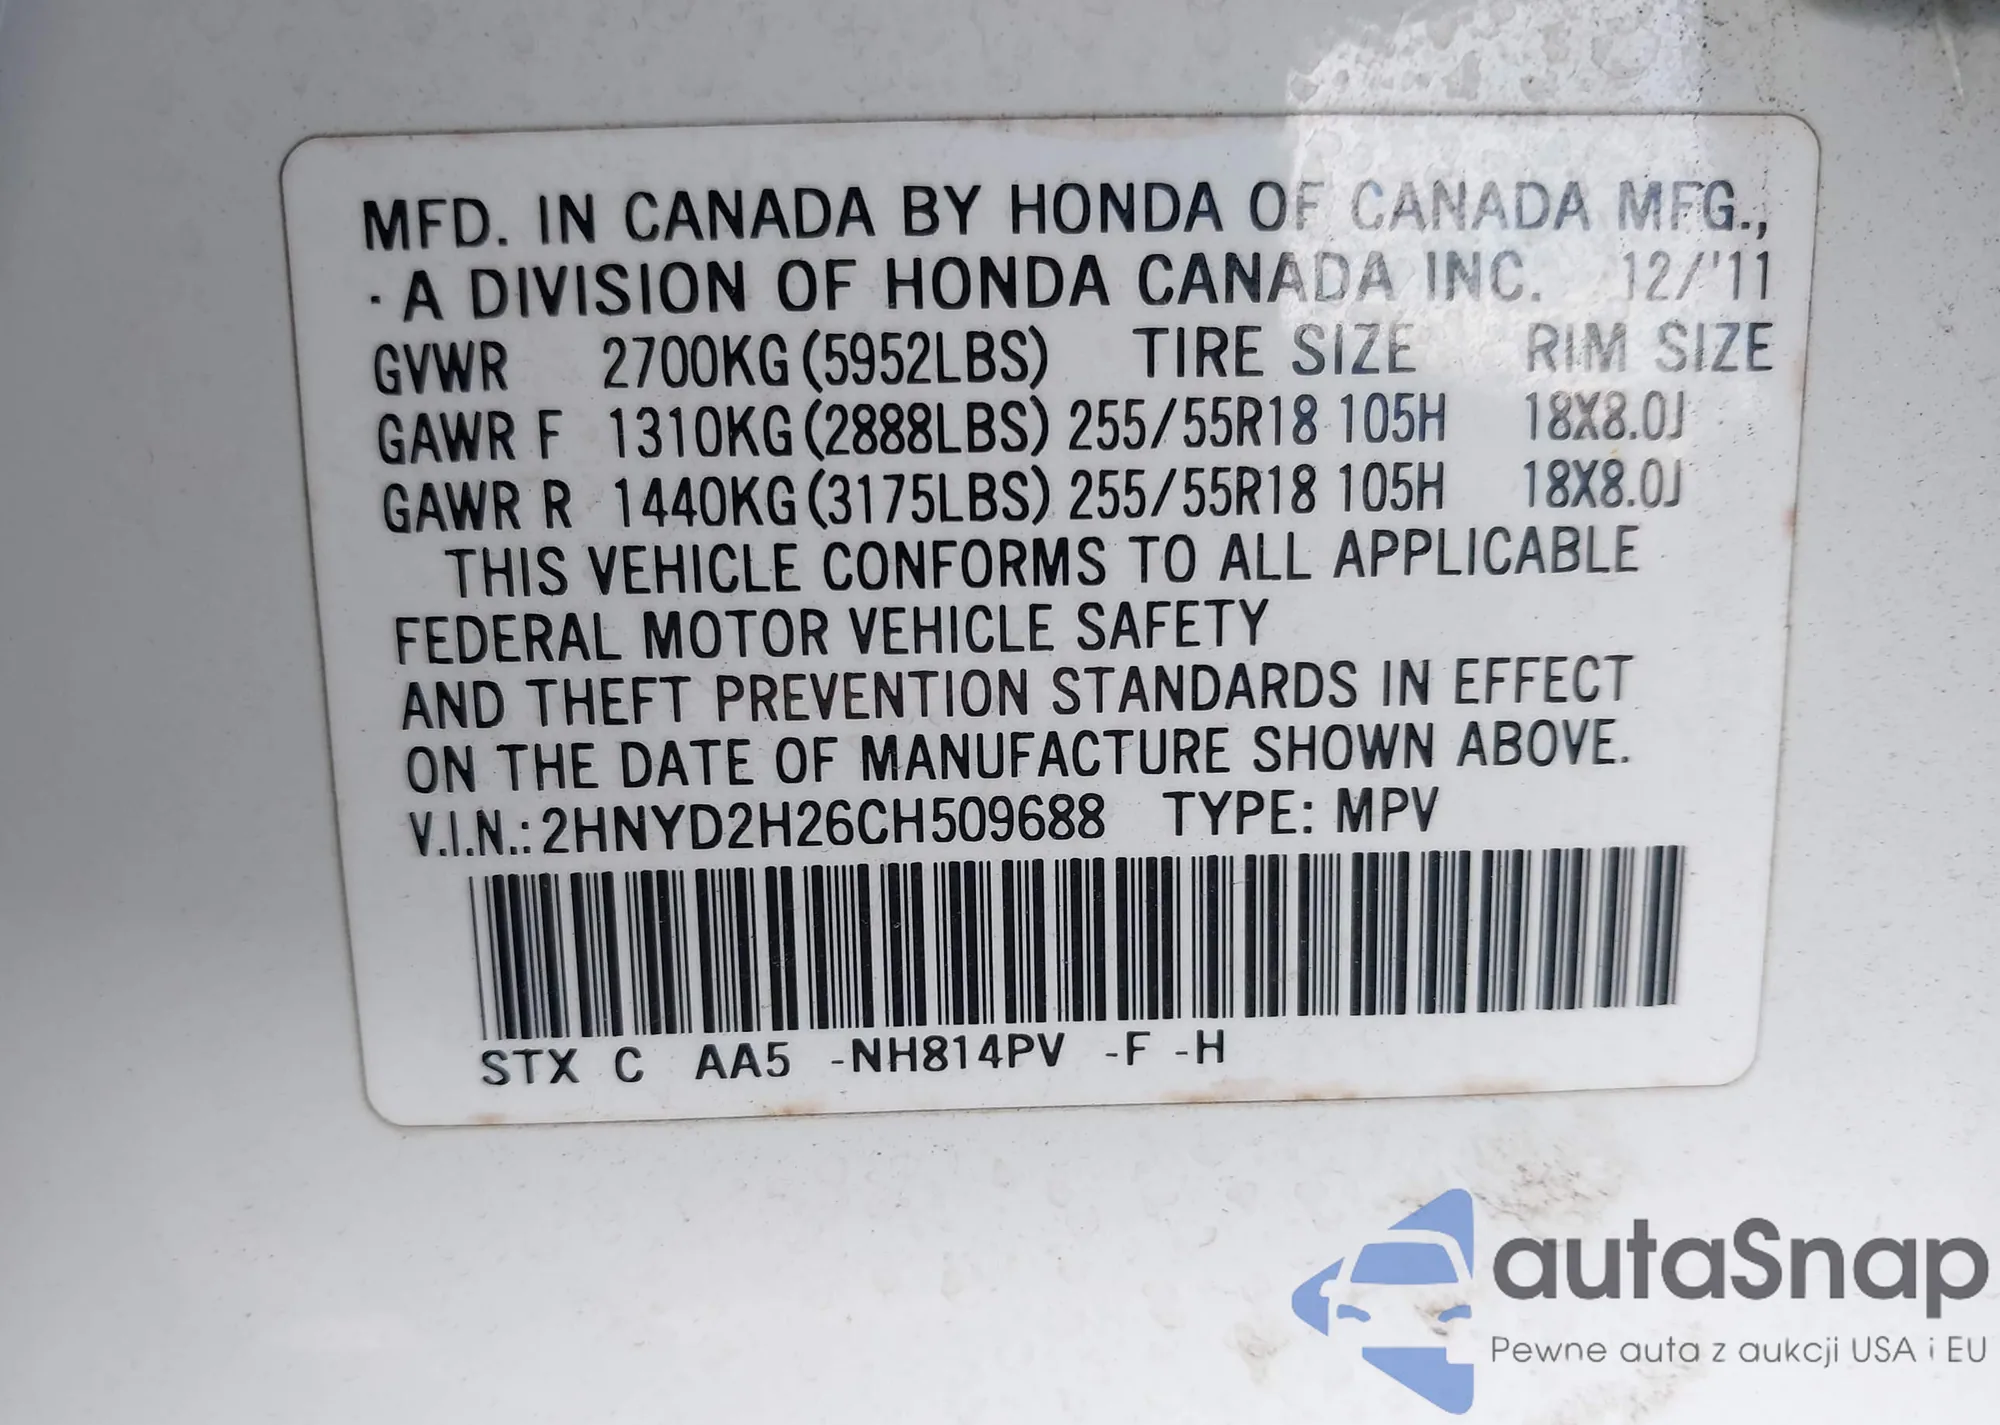 MFD. IN CANADA BY HONDA OF CANADA MFG.,
· A DIVISION OF HONDA CANADA INC. 12/'11
GVWR 2700KG (5952LBS) TIRE SIZE RIM SIZE
GAWR F 1310KG (2888LBS) 255/55R18 105H 18X8.0J
GAWR R 1440KG (3175LBS) 255/55R18 105H 18X8.0J
THIS VEHICLE CONFORMS TO ALL APPLICABLE
FEDERAL MOTOR VEHICLE SAFETY
AND THEFT PREVENTION STANDARDS IN EFFECT
ON THE DATE OF MANUFACTURE SHOWN ABOVE.
V.I.N.: 2HNYD2H26CH509688 TYPE: MPV
STX C AA5 -NH814PV -F -H
autaSnap
Pewne auta z aukcji USA i EU